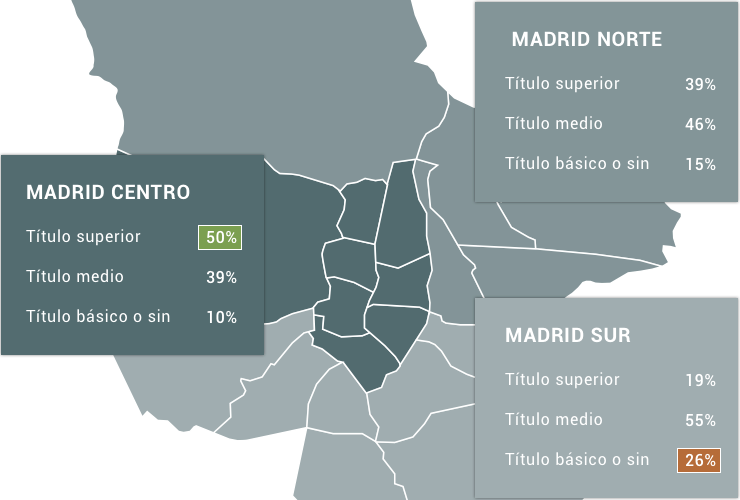 MADRID NORTE
Título superior 39%
Título medio 46%
Título básico o sin 15%
MADRID CENTRO
Título superior 50%
Título medio 39%
Título básico o sin 10%
MADRID SUR
Título superior 19%
Título medio 55%
Título básico o sin 26%